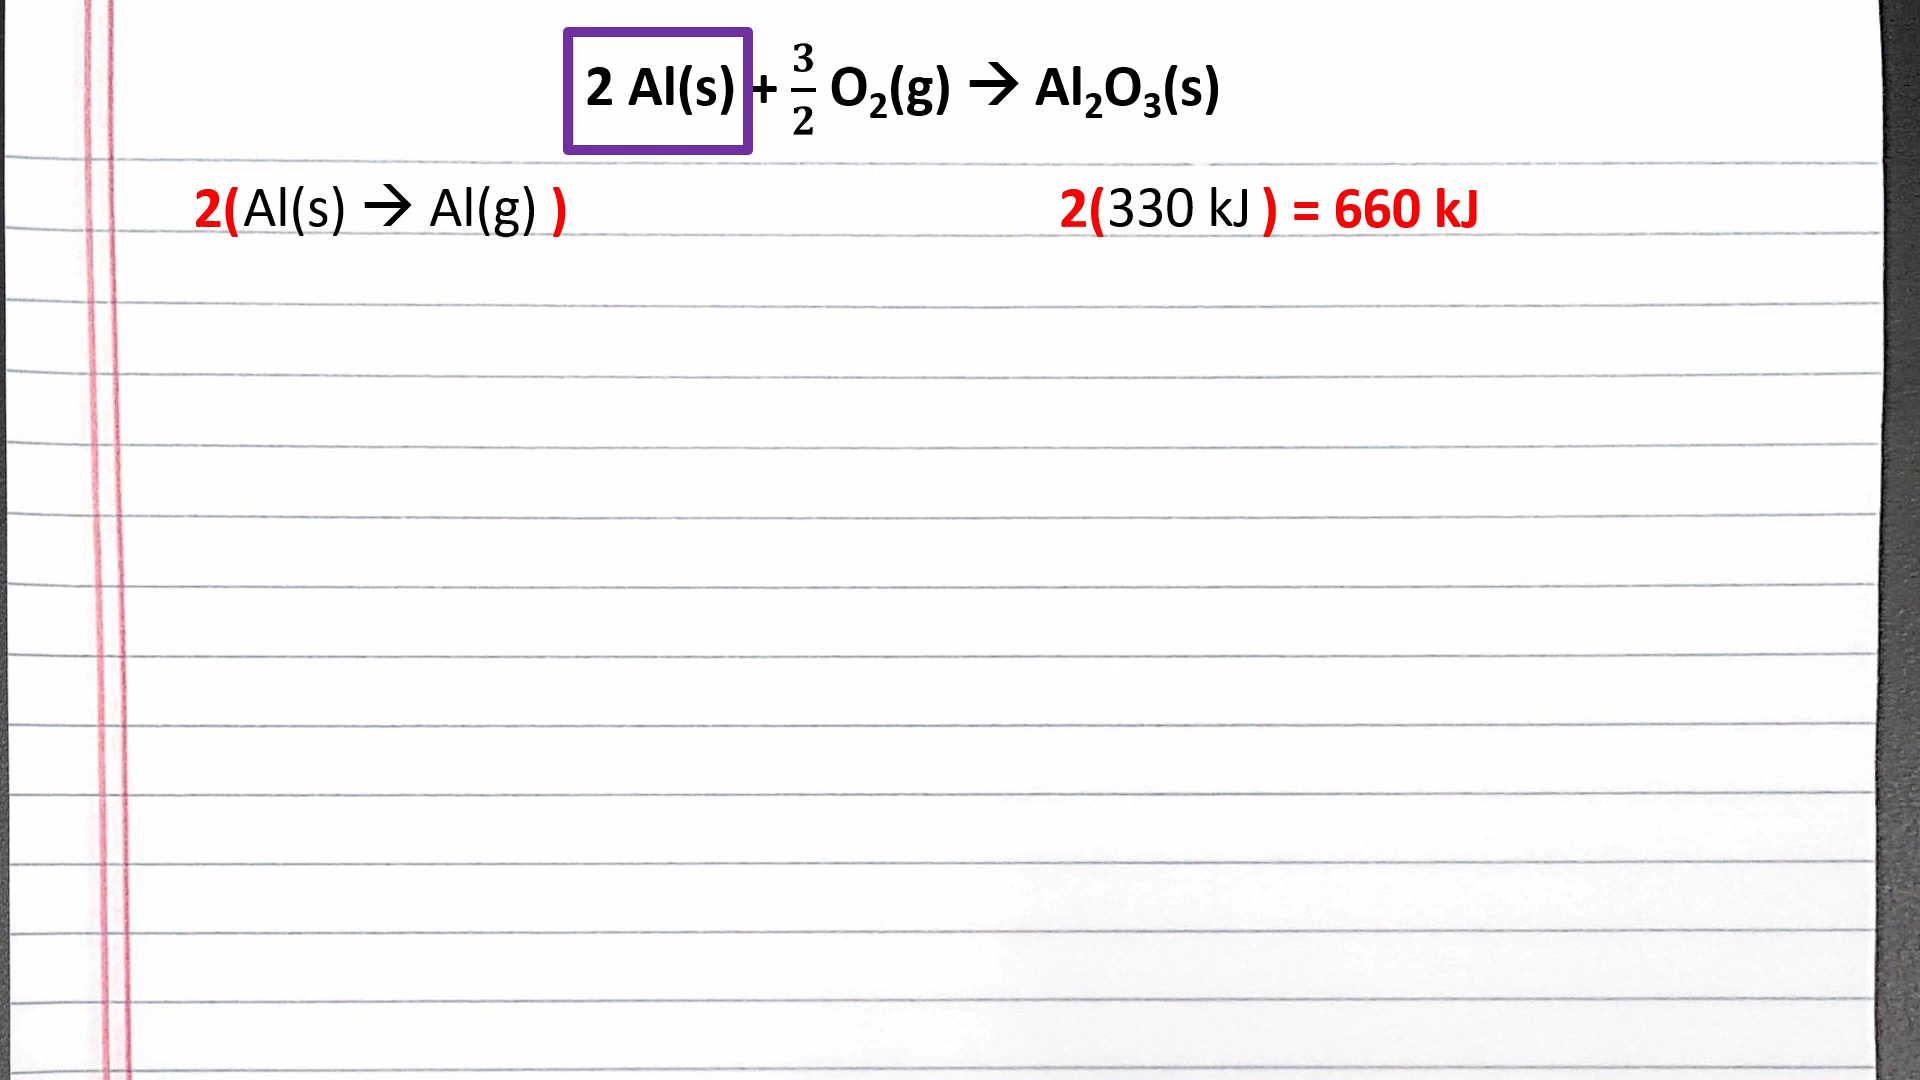 2 Al(s) + 3/2 O₂(g) → Al₂O₃(s)
2(Al(s) → Al(g) ) 2(330 kJ ) = 660 kJ